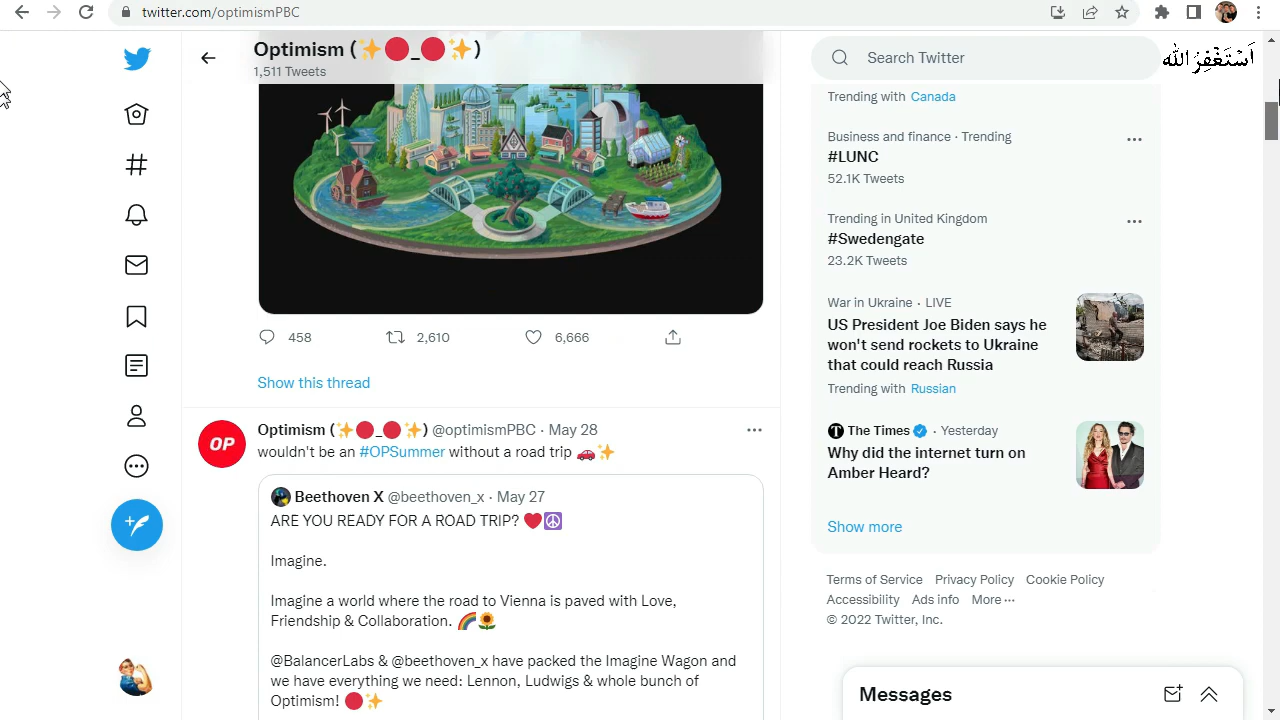 twitter.com/optimismPBC
Optimism (✨🔴_🔴✨)
1,511 Tweets
Search Twitter
اَسْتَغْفِرُاللّٰه
Trending with Canada
Business and finance · Trending
#LUNC
52.1K Tweets
Trending in United Kingdom
#Swedengate
23.2K Tweets
War in Ukraine · LIVE
US President Joe Biden says he
won't send rockets to Ukraine
that could reach Russia
Trending with Russian
The Times · Yesterday
Why did the internet turn on
Amber Heard?
Show more
Terms of Service Privacy Policy Cookie Policy
Accessibility Ads info More ···
© 2022 Twitter, Inc.
458 2,610 6,666
Show this thread
OP
Optimism (✨🔴_🔴✨) @optimismPBC · May 28
wouldn't be an #OPSummer without a road trip 🚗✨
Beethoven X @beethoven_x · May 27
ARE YOU READY FOR A ROAD TRIP? ❤️☮️
Imagine.
Imagine a world where the road to Vienna is paved with Love,
Friendship & Collaboration. 🌈🌻
@BalancerLabs & @beethoven_x have packed the Imagine Wagon and
we have everything we need: Lennon, Ludwigs & whole bunch of
Optimism! 🔴✨
Messages